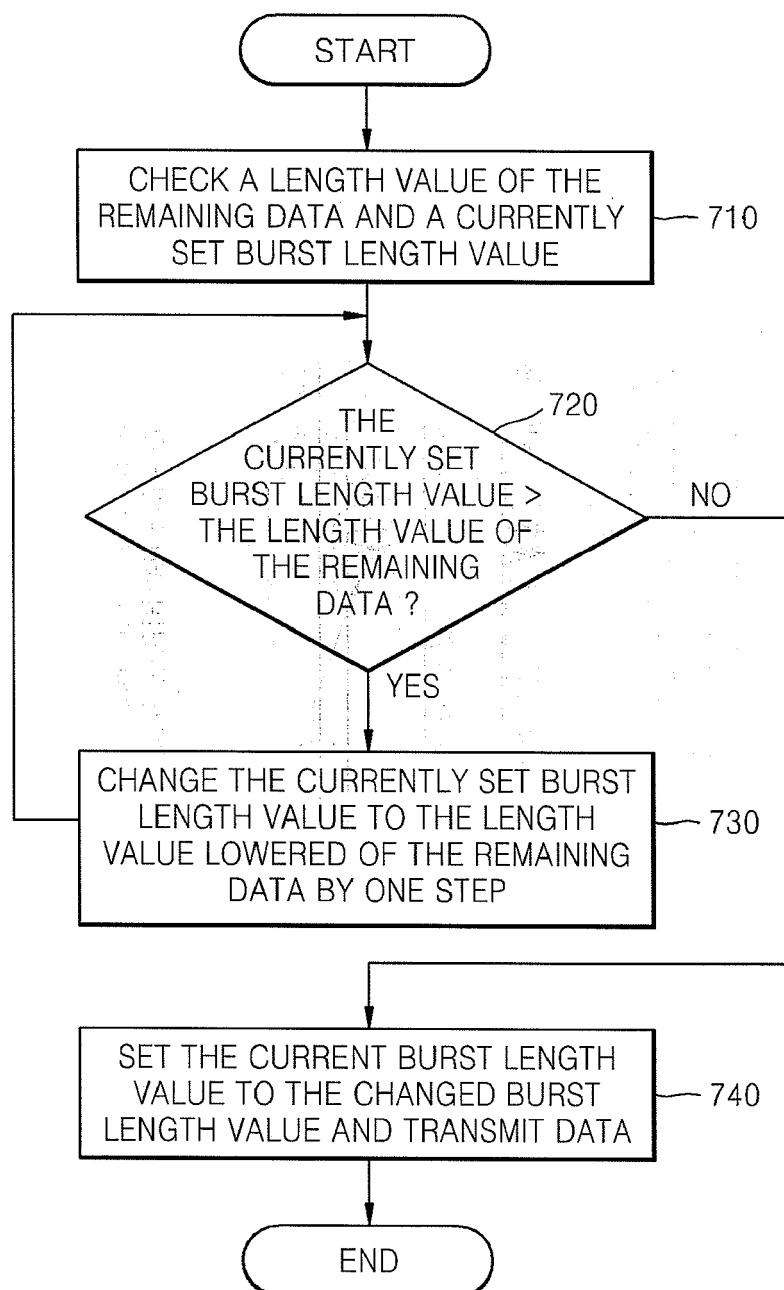 START
CHECK A LENGTH VALUE OF THE
REMAINING DATA AND A CURRENTLY
SET BURST LENGTH VALUE
710
720
THE
CURRENTLY SET
BURST LENGTH VALUE >
THE LENGTH VALUE OF
THE REMAINING
DATA ?
NO
YES
CHANGE THE CURRENTLY SET BURST
LENGTH VALUE TO THE LENGTH
VALUE LOWERED OF THE REMAINING
DATA BY ONE STEP
730
SET THE CURRENT BURST LENGTH
VALUE TO THE CHANGED BURST
LENGTH VALUE AND TRANSMIT DATA
740
END